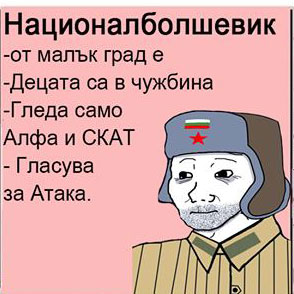 Националболшевик
-от малък град е
-Децата са в чужбина
-Гледа само
Алфа и СКАТ
- Гласува
за Атака.